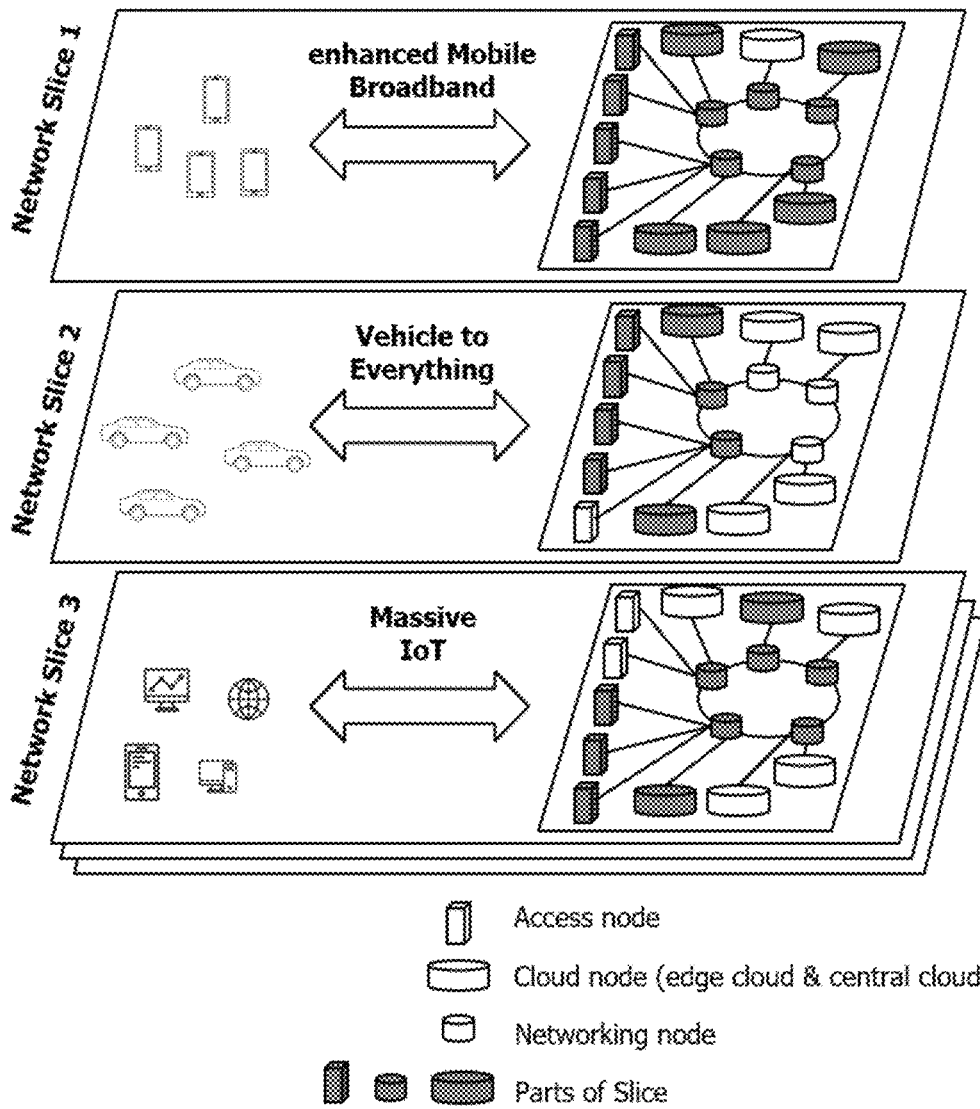 Network Slice 1
enhanced Mobile
Broadband
Network Slice 2
Vehicle to
Everything
Network Slice 3
Massive
IoT
Access node
Cloud node (edge cloud & central cloud
Networking node
Parts of Slice